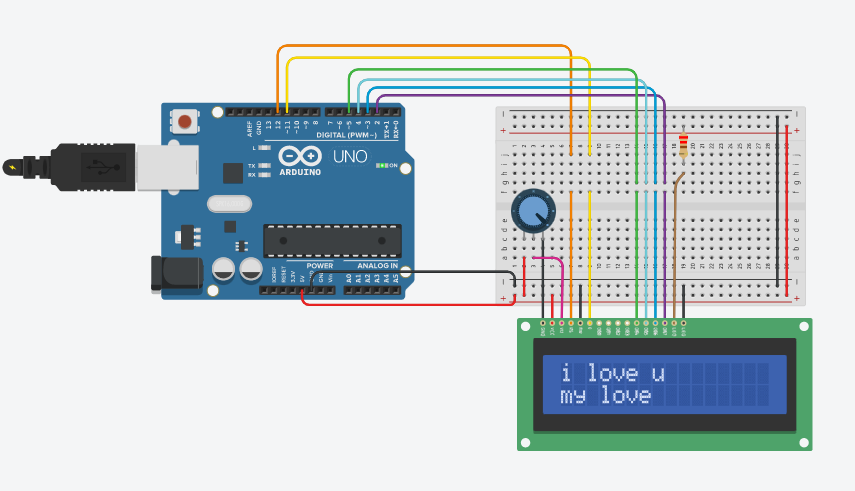 AREF
GND
13
12
~11
~10
~9
8
7
~6
~5
4
~3
2
TX→1
RX←0
DIGITAL (PWM ~)
L
TX
RX
ARDUINO
UNO
ON
POWER
ANALOG IN
IOREF
RESET
3.3V
5V
GND
Vin
A0
A1
A2
A3
A4
A5
i love u
my love